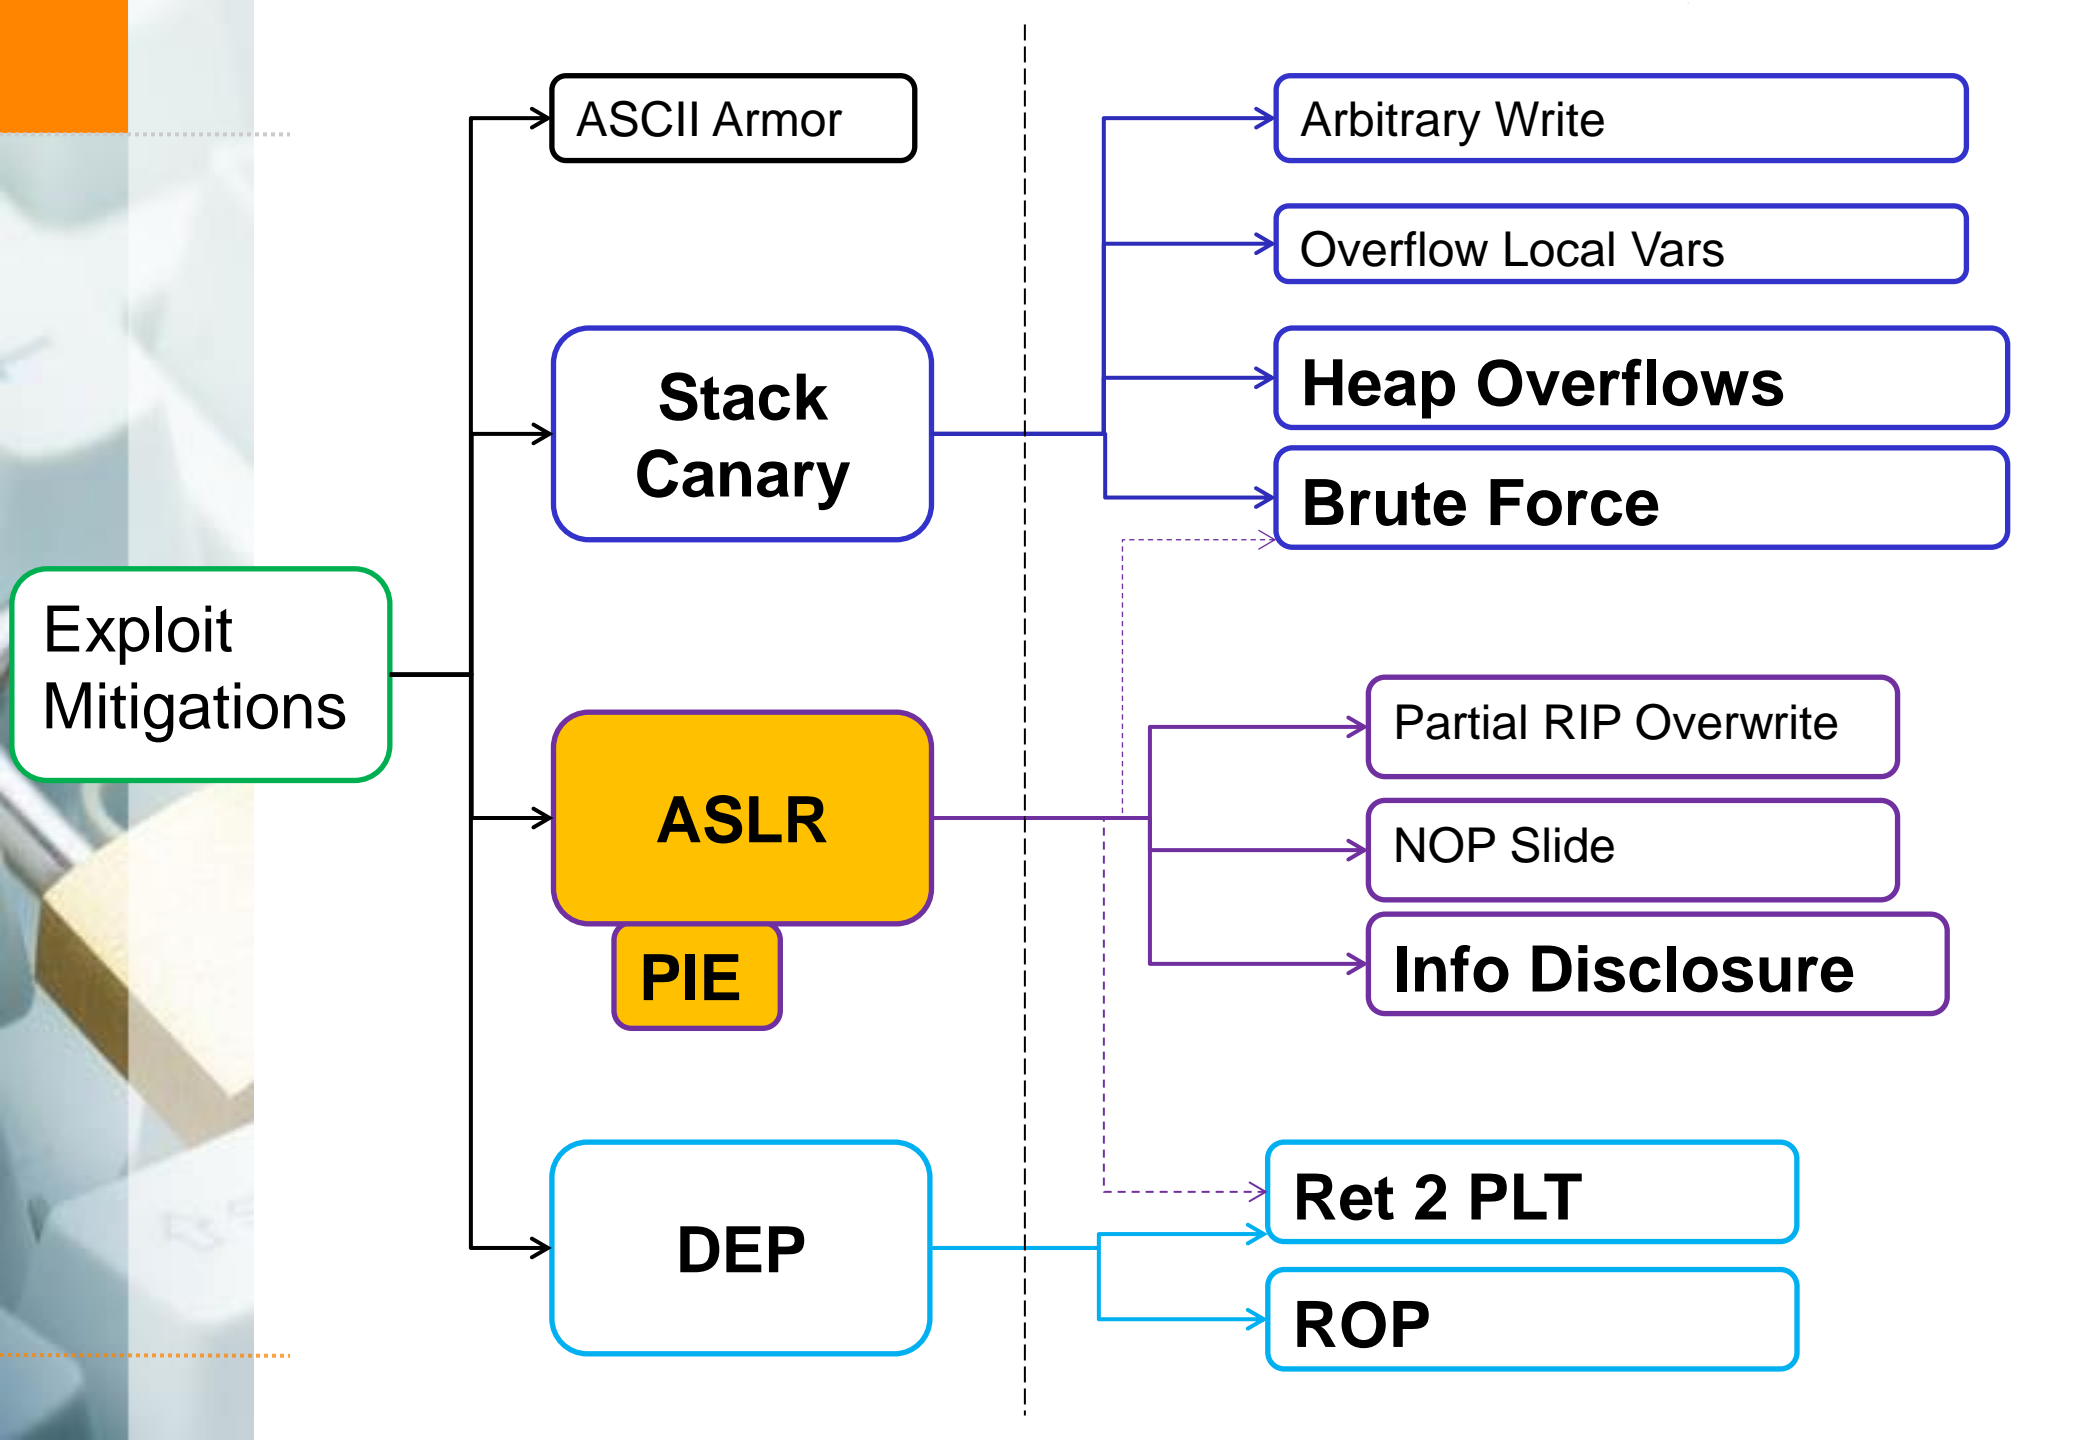 ASCII Armor
Arbitrary Write
Overflow Local Vars
Stack
Canary
Heap Overflows
Brute Force
Exploit
Mitigations
Partial RIP Overwrite
ASLR
NOP Slide
PIE
Info Disclosure
Ret 2 PLT
DEP
ROP